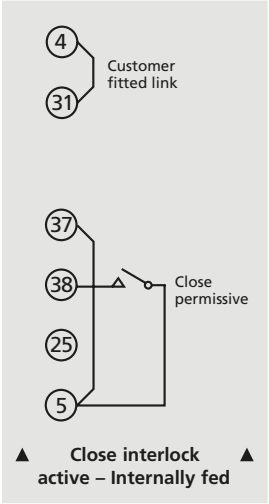 4
Customer
fitted link
31
37
38
Close
permissive
25
5
▲ Close interlock ▲
active – Internally fed